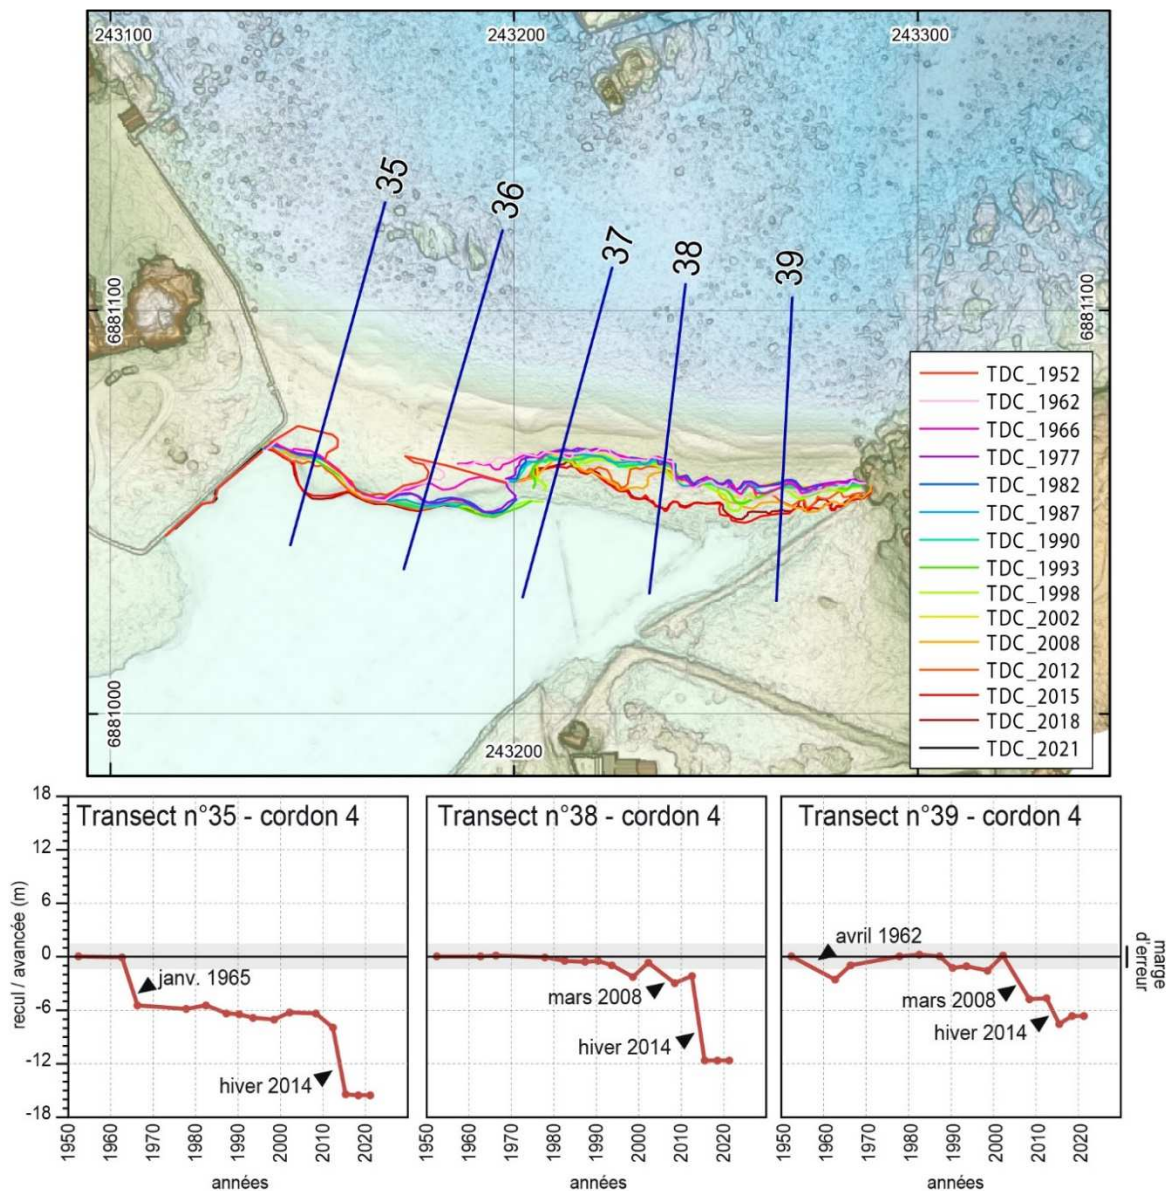 243100
243200
243300
35
36
37
38
39
6881100
6881100
6881000
243200
TDC_1952
TDC_1962
TDC_1966
TDC_1977
TDC_1982
TDC_1987
TDC_1990
TDC_1993
TDC_1998
TDC_2002
TDC_2008
TDC_2012
TDC_2015
TDC_2018
TDC_2021
recul / avancée (m)
18
12
6
0
-6
-12
-18
Transect n°35 - cordon 4
janv. 1965
hiver 2014
1950
1960
1970
1980
1990
2000
2010
2020
années
Transect n°38 - cordon 4
mars 2008
hiver 2014
1950
1960
1970
1980
1990
2000
2010
2020
années
Transect n°39 - cordon 4
avril 1962
mars 2008
hiver 2014
1950
1960
1970
1980
1990
2000
2010
2020
années
marge
d'erreur